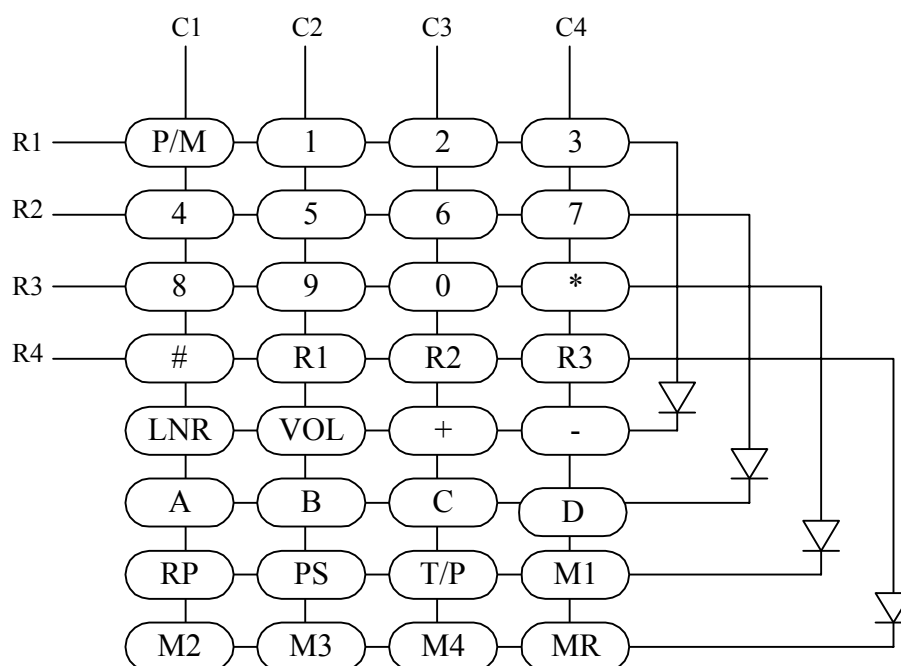 C1 C2 C3 C4
R1 P/M 1 2 3
R2 4 5 6 7
R3 8 9 0 *
R4 # R1 R2 R3
LNR VOL + -
A B C D
RP PS T/P M1
M2 M3 M4 MR